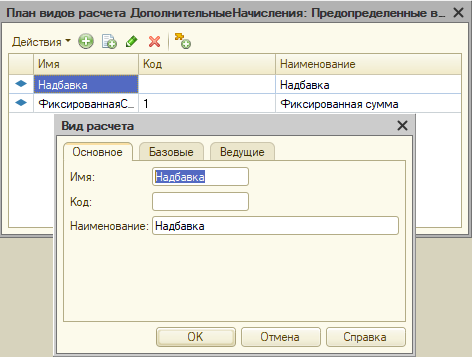 План видов расчета ДополнительныеНачисления: Предопределенные в...
Действия
Имя Код Наименование
Надбавка Надбавка
ФиксированнаяС... 1 Фиксированная сумма
Вид расчета
Основное Базовые Ведущие
Имя: Надбавка
Код:
Наименование: Надбавка
OK Отмена Справка